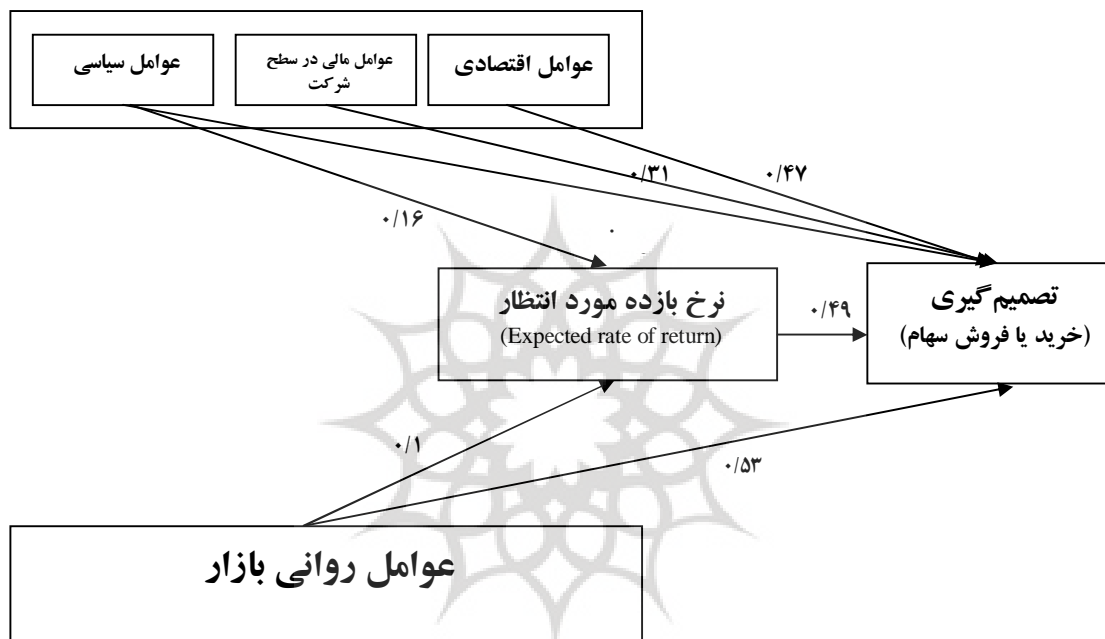 عوامل اقتصادی
عوامل مالی در سطح
شرکت
عوامل سیاسی
۰/۴۷
۰/۳۱
۰/۱۶
تصمیم گیری
(خرید یا فروش سهام)
۰/۴۹
نرخ بازده مورد انتظار
(Expected rate of return)
۰/۱
۰/۵۳
عوامل روانی بازار